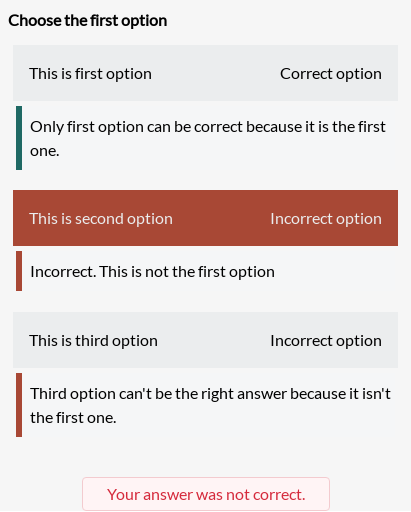 Choose the first option
This is first option Correct option
Only first option can be correct because it is the first
one.
This is second option Incorrect option
Incorrect. This is not the first option
This is third option Incorrect option
Third option can't be the right answer because it isn't
the first one.
Your answer was not correct.